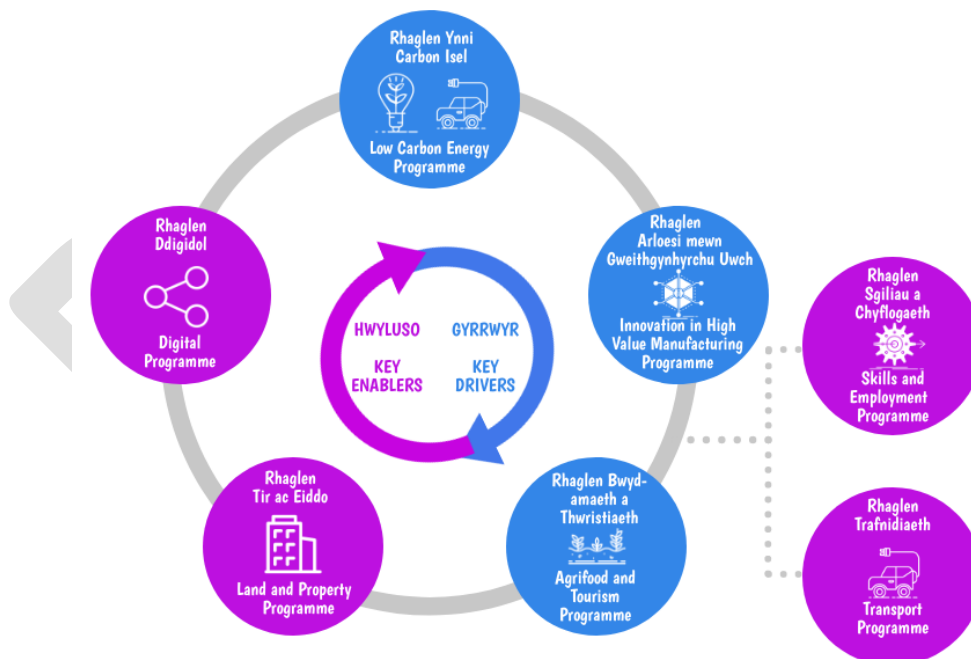 Rhaglen Ynni
Carbon Isel
Low Carbon Energy
Programme
Rhaglen
Ddigidol
Digital
Programme
Rhaglen
Arloesi mewn
Gweithgynhyrchu Uwch
Innovation in High
Value Manufacturing
Programme
HWYLUSO
KEY
ENABLERS
GYRRWYR
KEY
DRIVERS
Rhaglen
Sgiliau a
Chyflogaeth
Skills and
Employment
Programme
Rhaglen
Tir ac Eiddo
Land and Property
Programme
Rhaglen Bwyd-
amaeth a
Thwristiaeth
Agrifood and
Tourism
Programme
Rhaglen
Trafnidiaeth
Transport
Programme